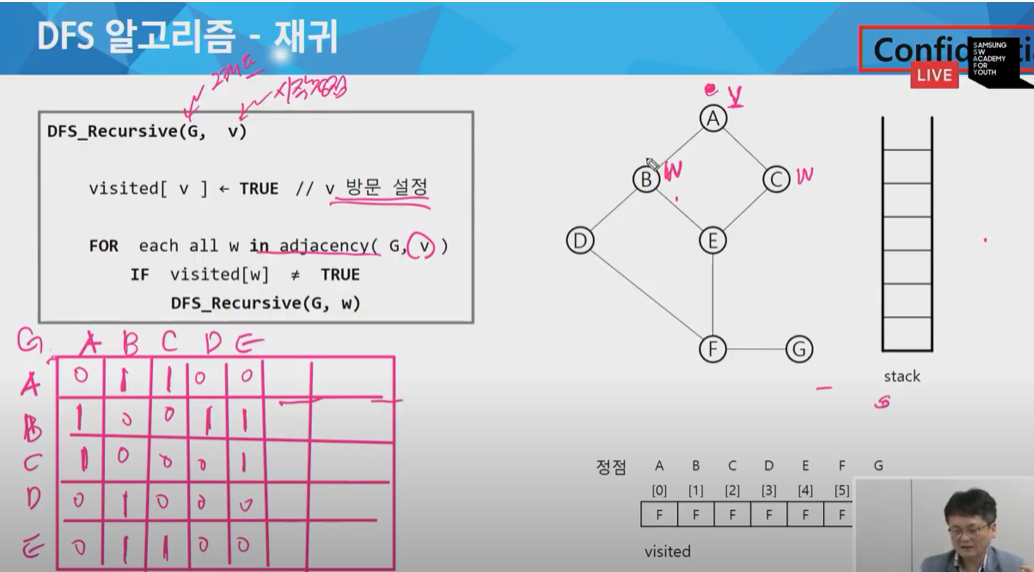 DFS 알고리즘 - 재귀
SAMSUNG
SW
ACADEMY
FOR
YOUTH
LIVE
그래프
시작정점
DFS_Recursive(G, v)
visited[ v ] ← TRUE // v 방문 설정
FOR each all w in adjacency( G, v )
IF visited[w] ≠ TRUE
DFS_Recursive(G, w)
G A B C D E
A 0 1 1 0 0
B 1 0 0 1 1
C 1 0 0 0 1
D 0 1 0 0 0
E 0 1 1 0 0
v
A
B w
C w
D
E
F
G
stack
s
정점 A B C D E F G
[0] [1] [2] [3] [4] [5]
F F F F F F
visited